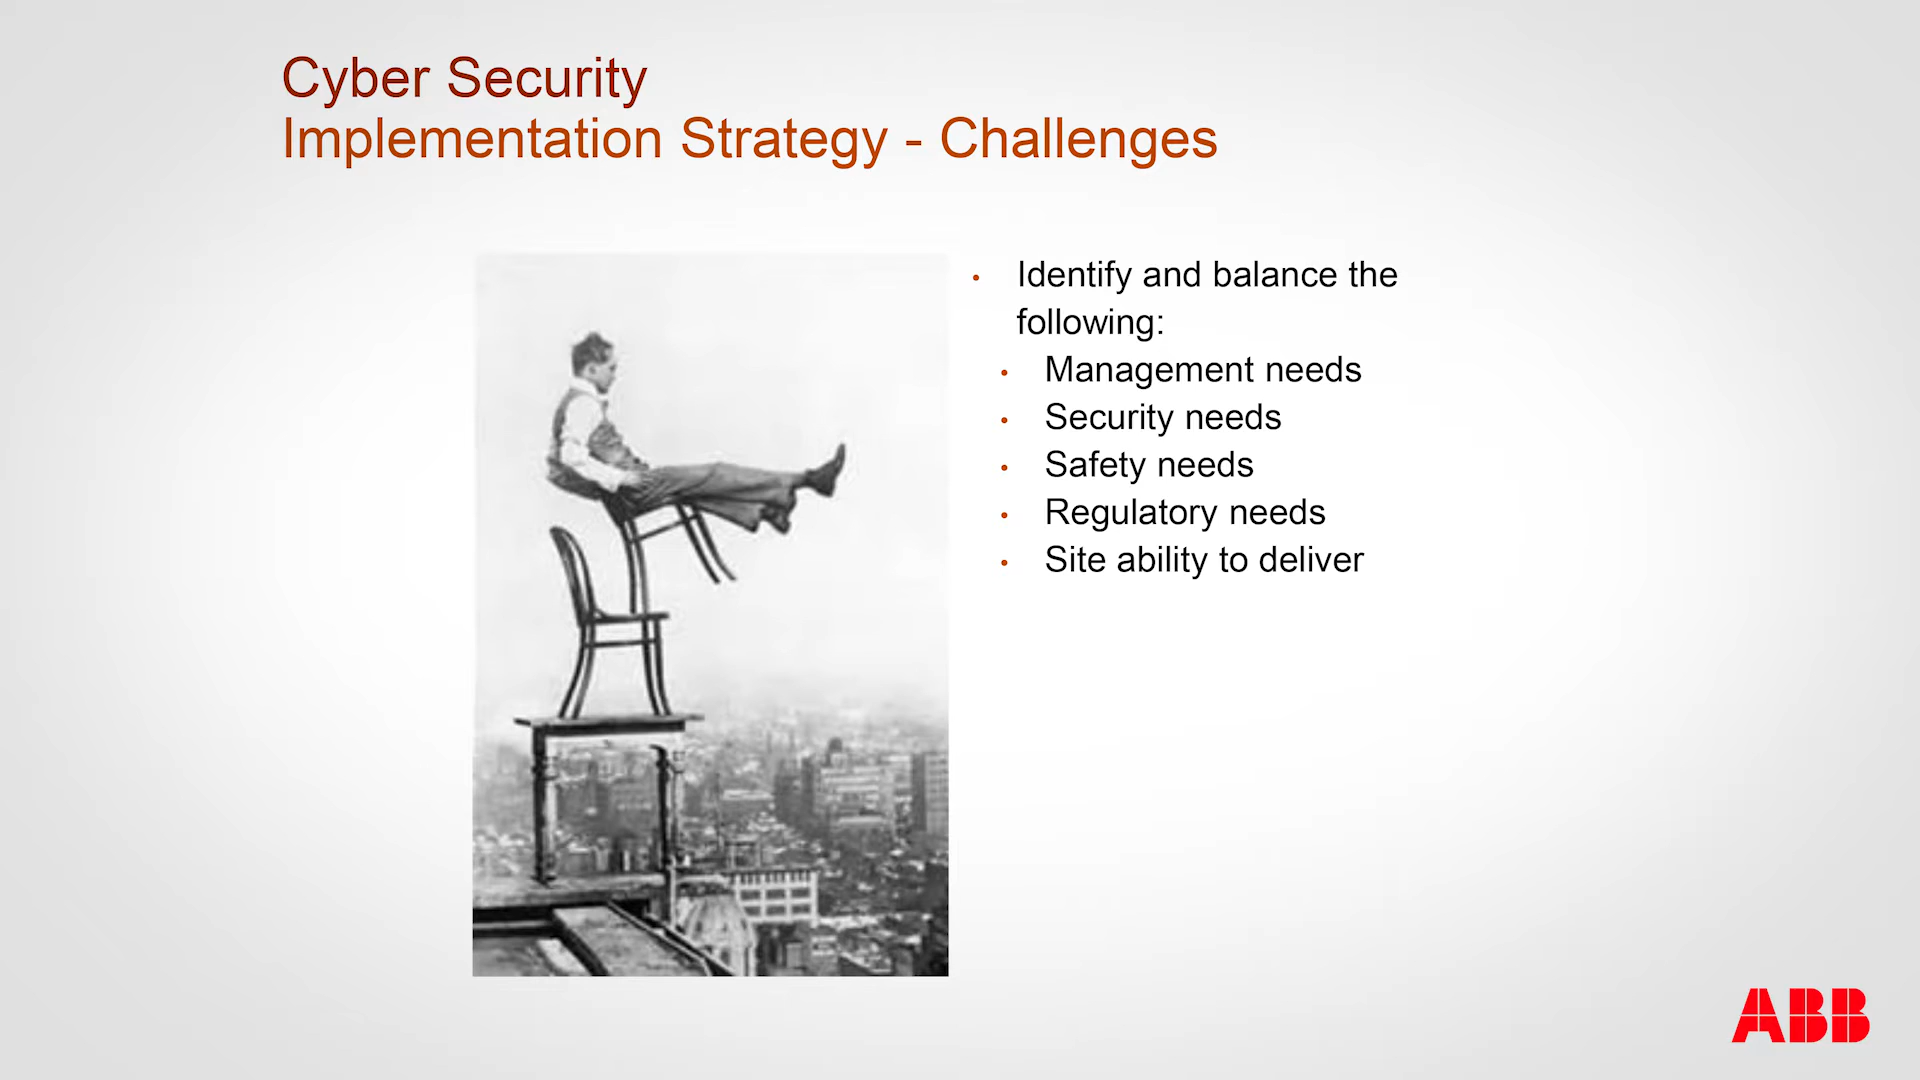 Cyber Security
Implementation Strategy - Challenges
• Identify and balance the
following:
• Management needs
• Security needs
• Safety needs
• Regulatory needs
• Site ability to deliver
ABB